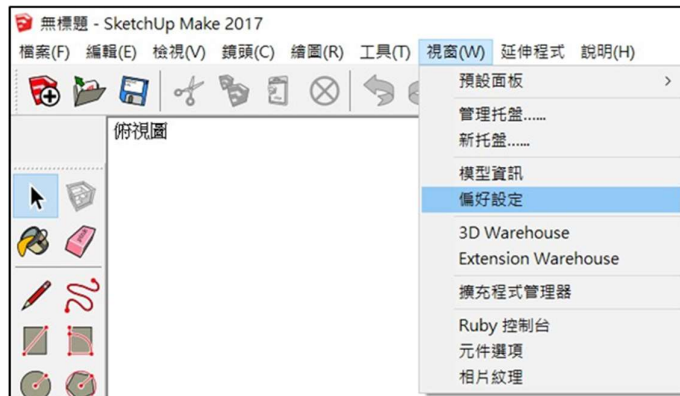 無標題 - SketchUp Make 2017
檔案(F) 編輯(E) 檢視(V) 鏡頭(C) 繪圖(R) 工具(T) 視窗(W) 延伸程式 說明(H)
預設面板 >
管理托盤......
新托盤......
俯視圖
模型資訊
偏好設定
3D Warehouse
Extension Warehouse
擴充程式管理器
Ruby 控制台
元件選項
相片紋理